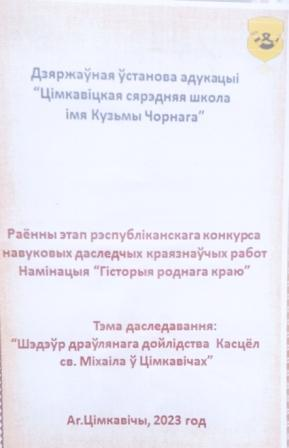 Дзяржаўная ўстанова адукацыі
“Цімкавіцкая сярэдняя школа
імя Кузьмы Чорнага”
Раённы этап рэспубліканскага конкурса
навуковых даследчых краязнаўчых работ
Намінацыя “Гісторыя роднага краю”
Тэма даследавання:
“Шэдэўр драўлянага дойлідства Касцёл
св. Міхаіла ў Цімкавічах”
Аг.Цімкавічы, 2023 год